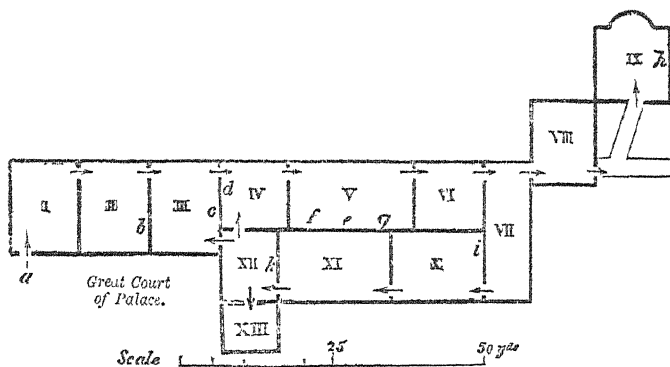 IX h
VIII
d IV V VI
I II III c f e g VII
b i
a XII k XI X
Great Court
of Palace.
XIII
Scale 25 50 yds